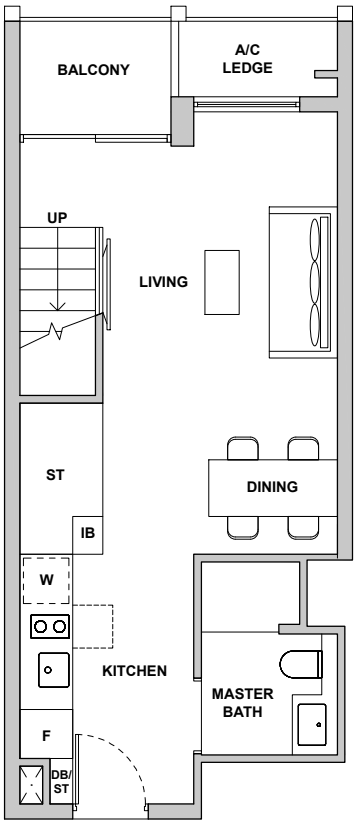 BALCONY
A/C
LEDGE
UP
LIVING
ST
DINING
IB
W
KITCHEN
MASTER
BATH
F
DB/
ST